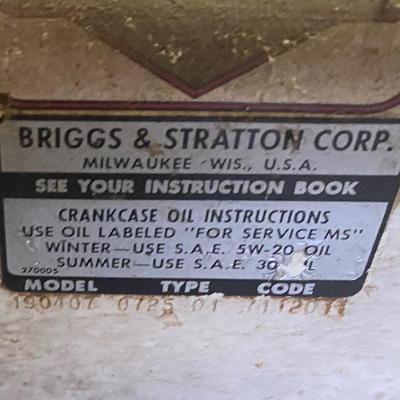 BRIGGS & STRATTON CORP.
MILWAUKEE WIS., U.S.A.
SEE YOUR INSTRUCTION BOOK
CRANKCASE OIL INSTRUCTIONS
USE OIL LABELED "FOR SERVICE MS"
WINTER—USE S.A.E. 5W-20 OIL
SUMMER—USE S.A.E. 30
270005
MODEL TYPE CODE
190407 0725 01